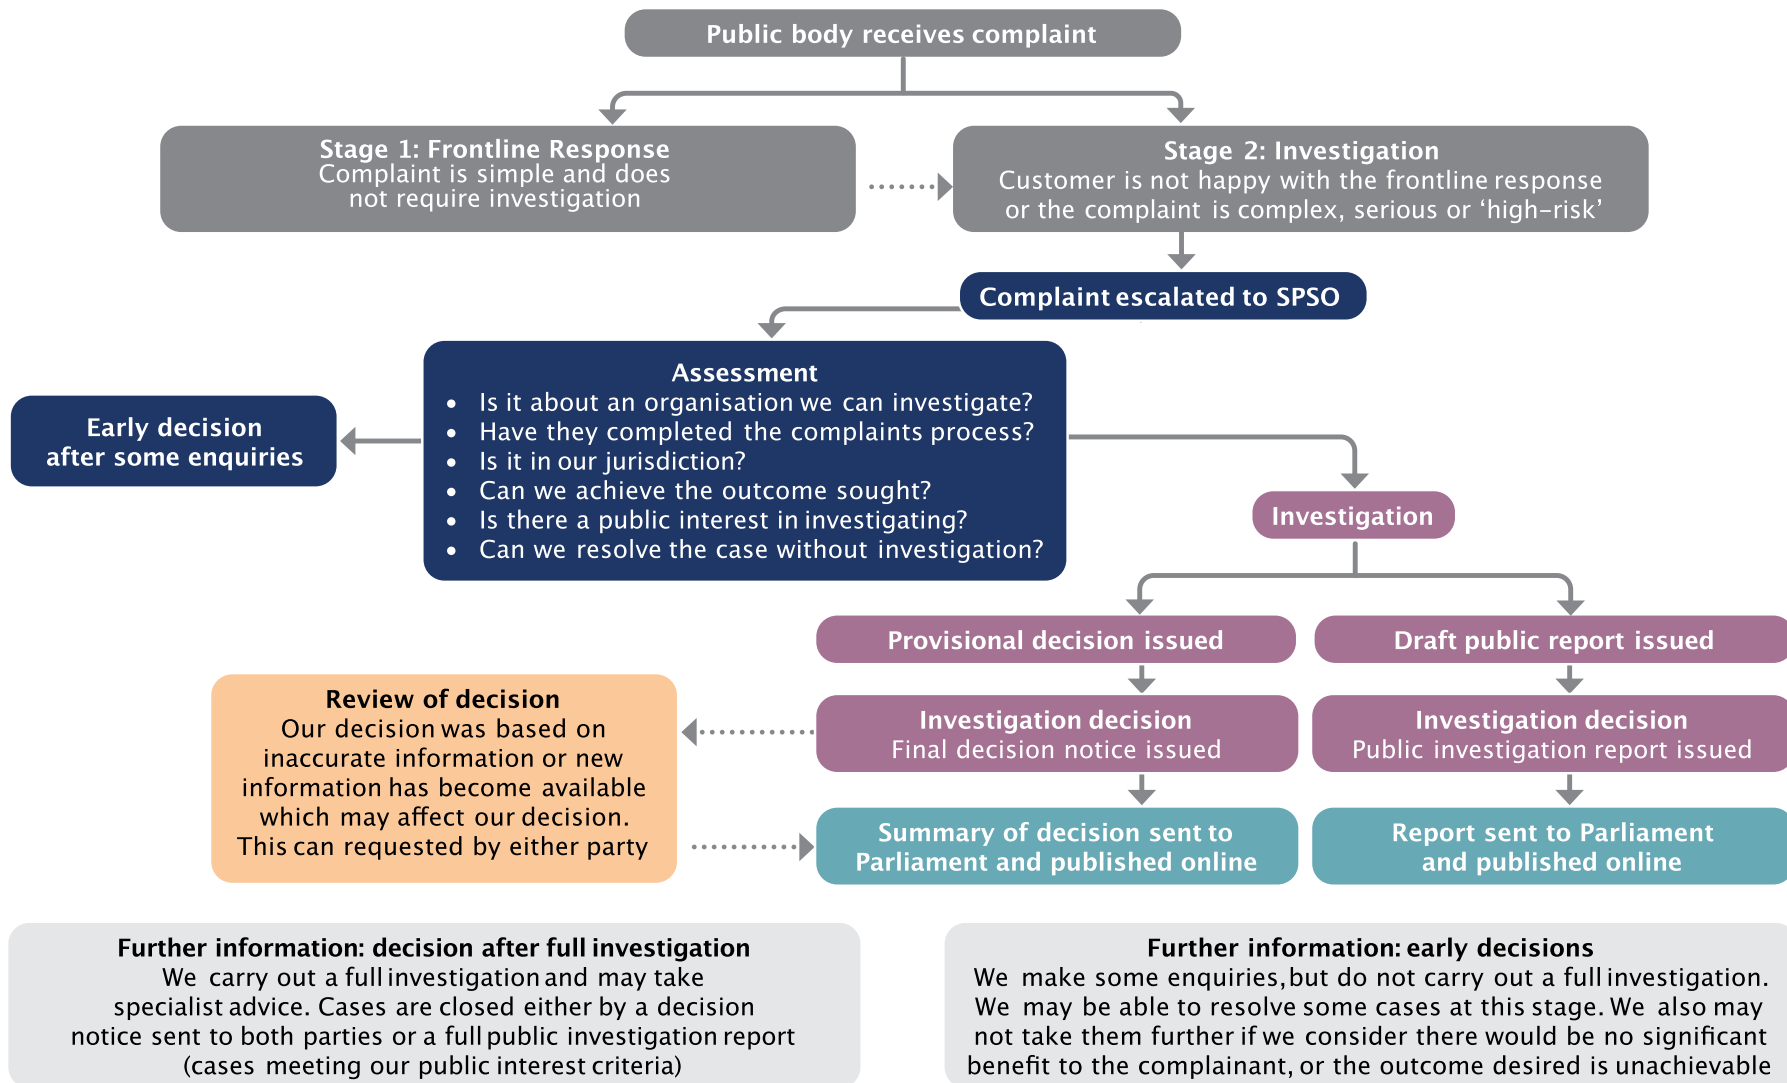 Public body receives complaint
Stage 1: Frontline Response
Complaint is simple and does
not require investigation
Stage 2: Investigation
Customer is not happy with the frontline response
or the complaint is complex, serious or ‘high-risk’
Complaint escalated to SPSO
Assessment
• Is it about an organisation we can investigate?
• Have they completed the complaints process?
• Is it in our jurisdiction?
• Can we achieve the outcome sought?
• Is there a public interest in investigating?
• Can we resolve the case without investigation?
Early decision
after some enquiries
Investigation
Provisional decision issued
Draft public report issued
Review of decision
Our decision was based on
inaccurate information or new
information has become available
which may affect our decision.
This can requested by either party
Investigation decision
Final decision notice issued
Investigation decision
Public investigation report issued
Summary of decision sent to
Parliament and published online
Report sent to Parliament
and published online
Further information: decision after full investigation
We carry out a full investigation and may take
specialist advice. Cases are closed either by a decision
notice sent to both parties or a full public investigation report
(cases meeting our public interest criteria)
Further information: early decisions
We make some enquiries, but do not carry out a full investigation.
We may be able to resolve some cases at this stage. We also may
not take them further if we consider there would be no significant
benefit to the complainant, or the outcome desired is unachievable